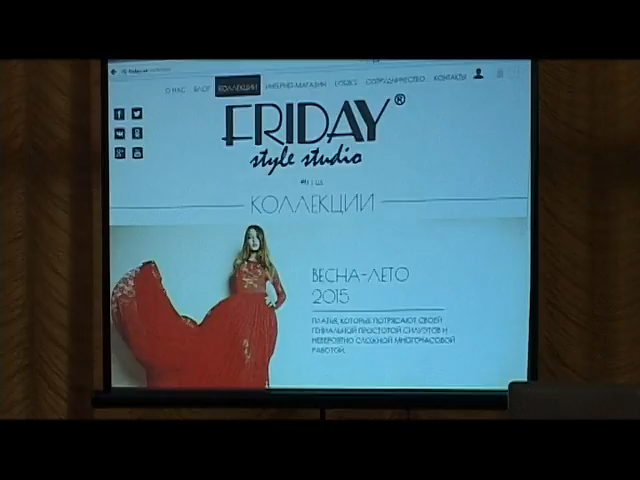 О НАС БЛОГ КОЛЛЕКЦИИ ИНТЕРНЕТ-МАГАЗИН СОТРУДНИЧЕСТВО КОНТАКТЫ
FRIDAY®
style studio
КОЛЛЕКЦИИ
ВЕСНА-ЛЕТО
2015
ПЛАТЬЯ, КОТОРЫЕ ПОТРЯСАЮТ СВОЕЙ
ГЕНИАЛЬНОЙ ПРОСТОТОЙ СИЛУЭТОВ И
НЕВЕРОЯТНО СЛОЖНОЙ МНОГОЧАСОВОЙ
РАБОТОЙ.